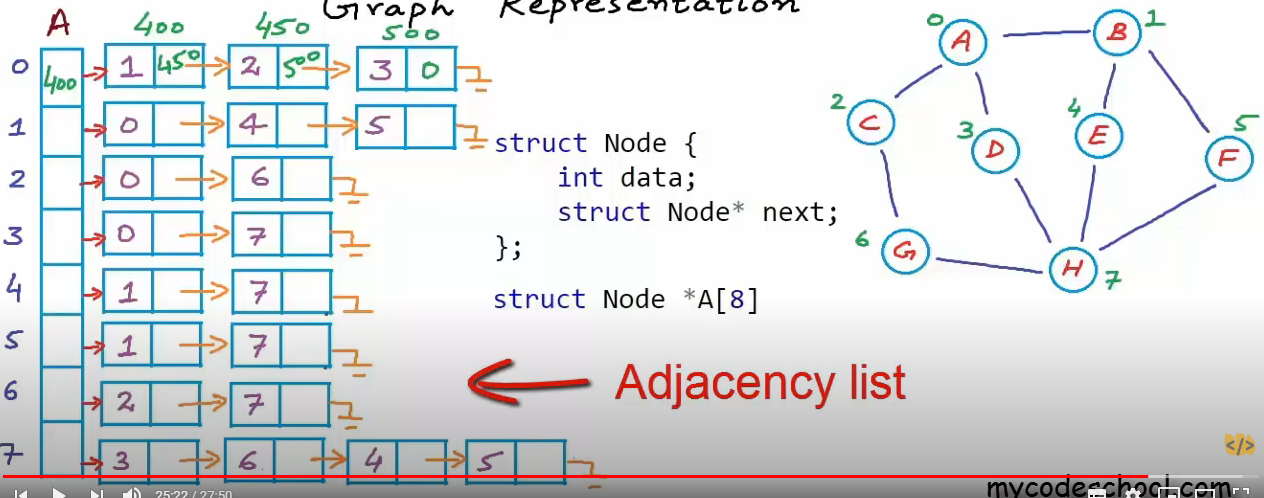 Graph Representation
A 400 450 500
0 400 1 450 2 500 3 0
1 0 4 5
2 0 6
3 0 7
4 1 7
5 1 7
6 2 7
7 3 6 4 5
struct Node {
int data;
struct Node* next;
};
struct Node *A[8]
Adjacency list
0 A
B 1
2 C
3 D
4 E
5 F
6 G
H 7
</>
mycodeschool.com
25:22 / 27:50